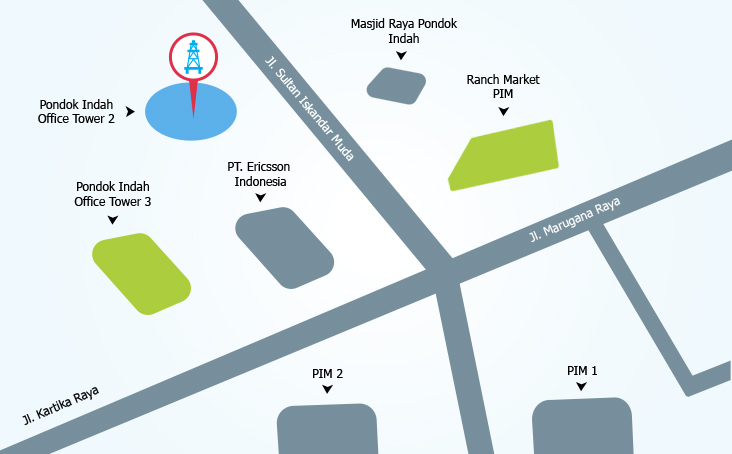 Masjid Raya Pondok
Indah
Jl. Sultan Iskandar Muda
Ranch Market
PIM
Pondok Indah
Office Tower 2
PT. Ericsson
Indonesia
Pondok Indah
Office Tower 3
Jl. Marugana Raya
PIM 2
PIM 1
Jl. Kartika Raya